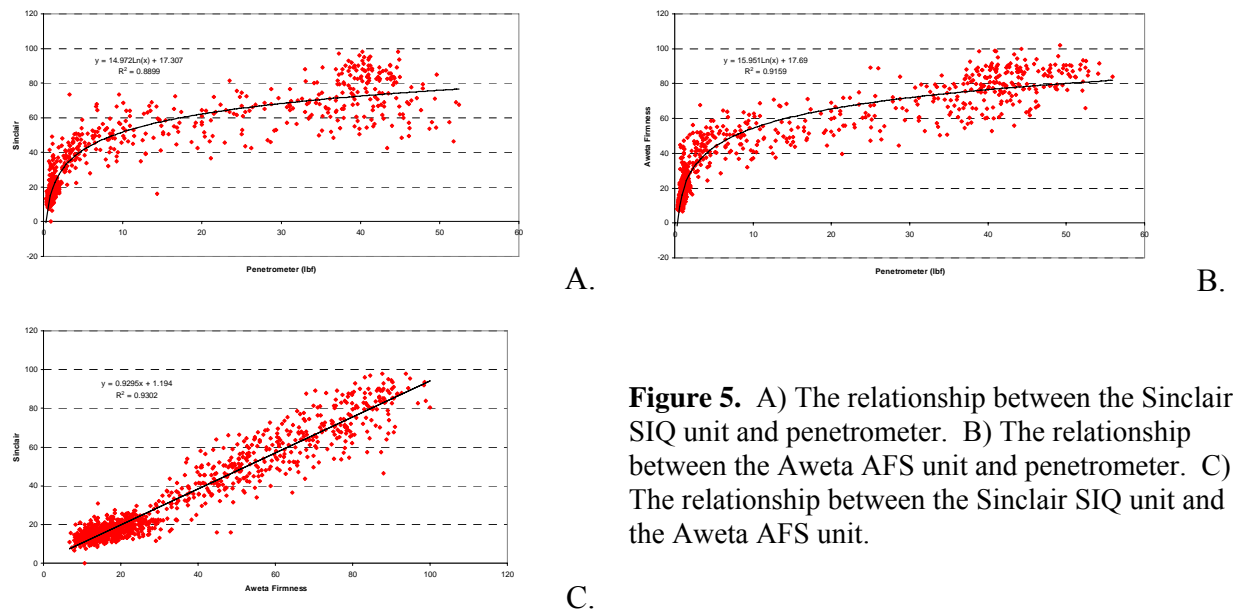 120
100
80
60
40
20
0
-20
Sinclair
y = 14.972Ln(x) + 17.307
R² = 0.8899
0 10 20 30 40 50 60
Penetrometer (lbf)
A.
120
100
80
60
40
20
0
-20
Aweta Firmness
y = 15.951Ln(x) + 17.69
R² = 0.9159
0 10 20 30 40 50 60
Penetrometer (lbf)
B.
120
100
80
60
40
20
0
Sinclair
y = 0.9295x + 1.194
R² = 0.9302
0 20 40 60 80 100 120
Aweta Firmness
C.
Figure 5. A) The relationship between the Sinclair
SIQ unit and penetrometer. B) The relationship
between the Aweta AFS unit and penetrometer. C)
The relationship between the Sinclair SIQ unit and
the Aweta AFS unit.